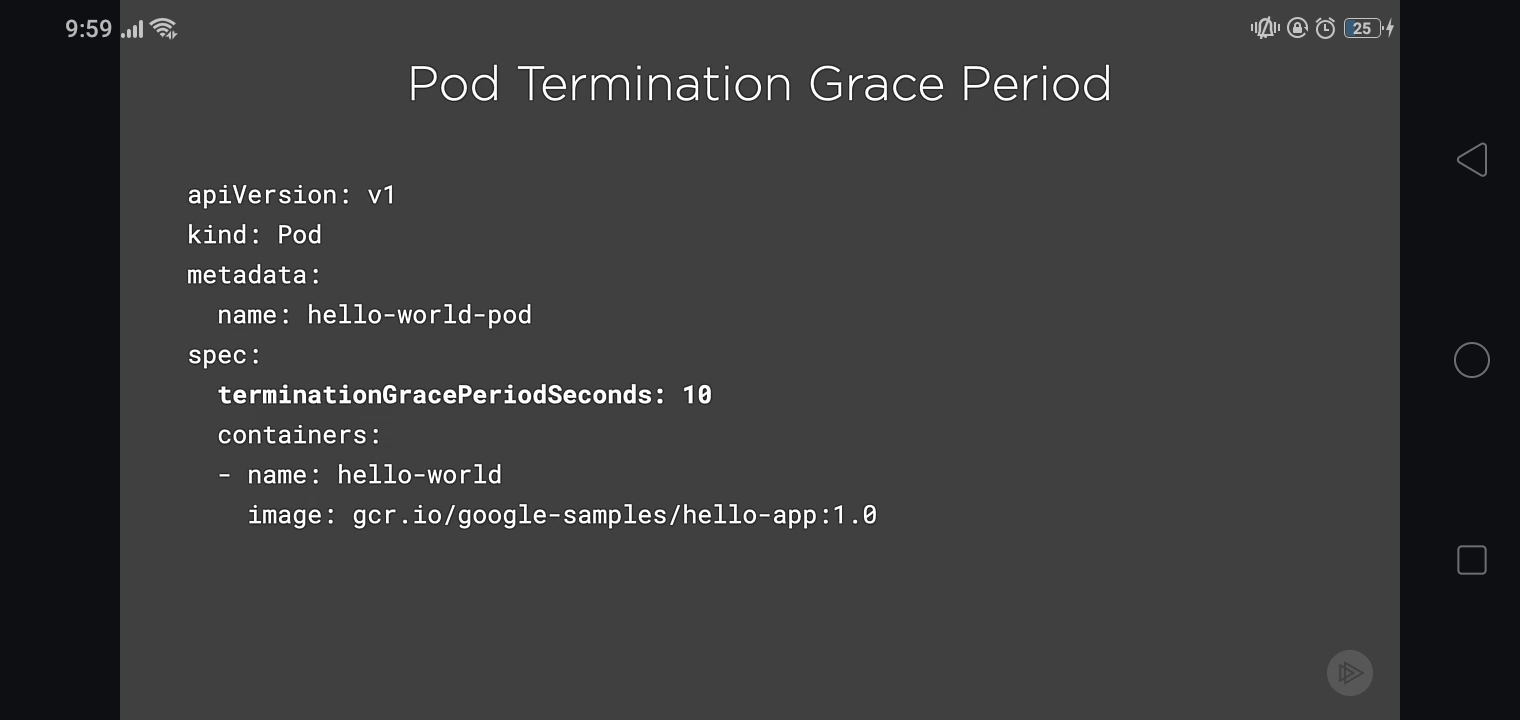 9:59
25
Pod Termination Grace Period
apiVersion: v1
kind: Pod
metadata:
  name: hello-world-pod
spec:
  terminationGracePeriodSeconds: 10
  containers:
  - name: hello-world
    image: gcr.io/google-samples/hello-app:1.0